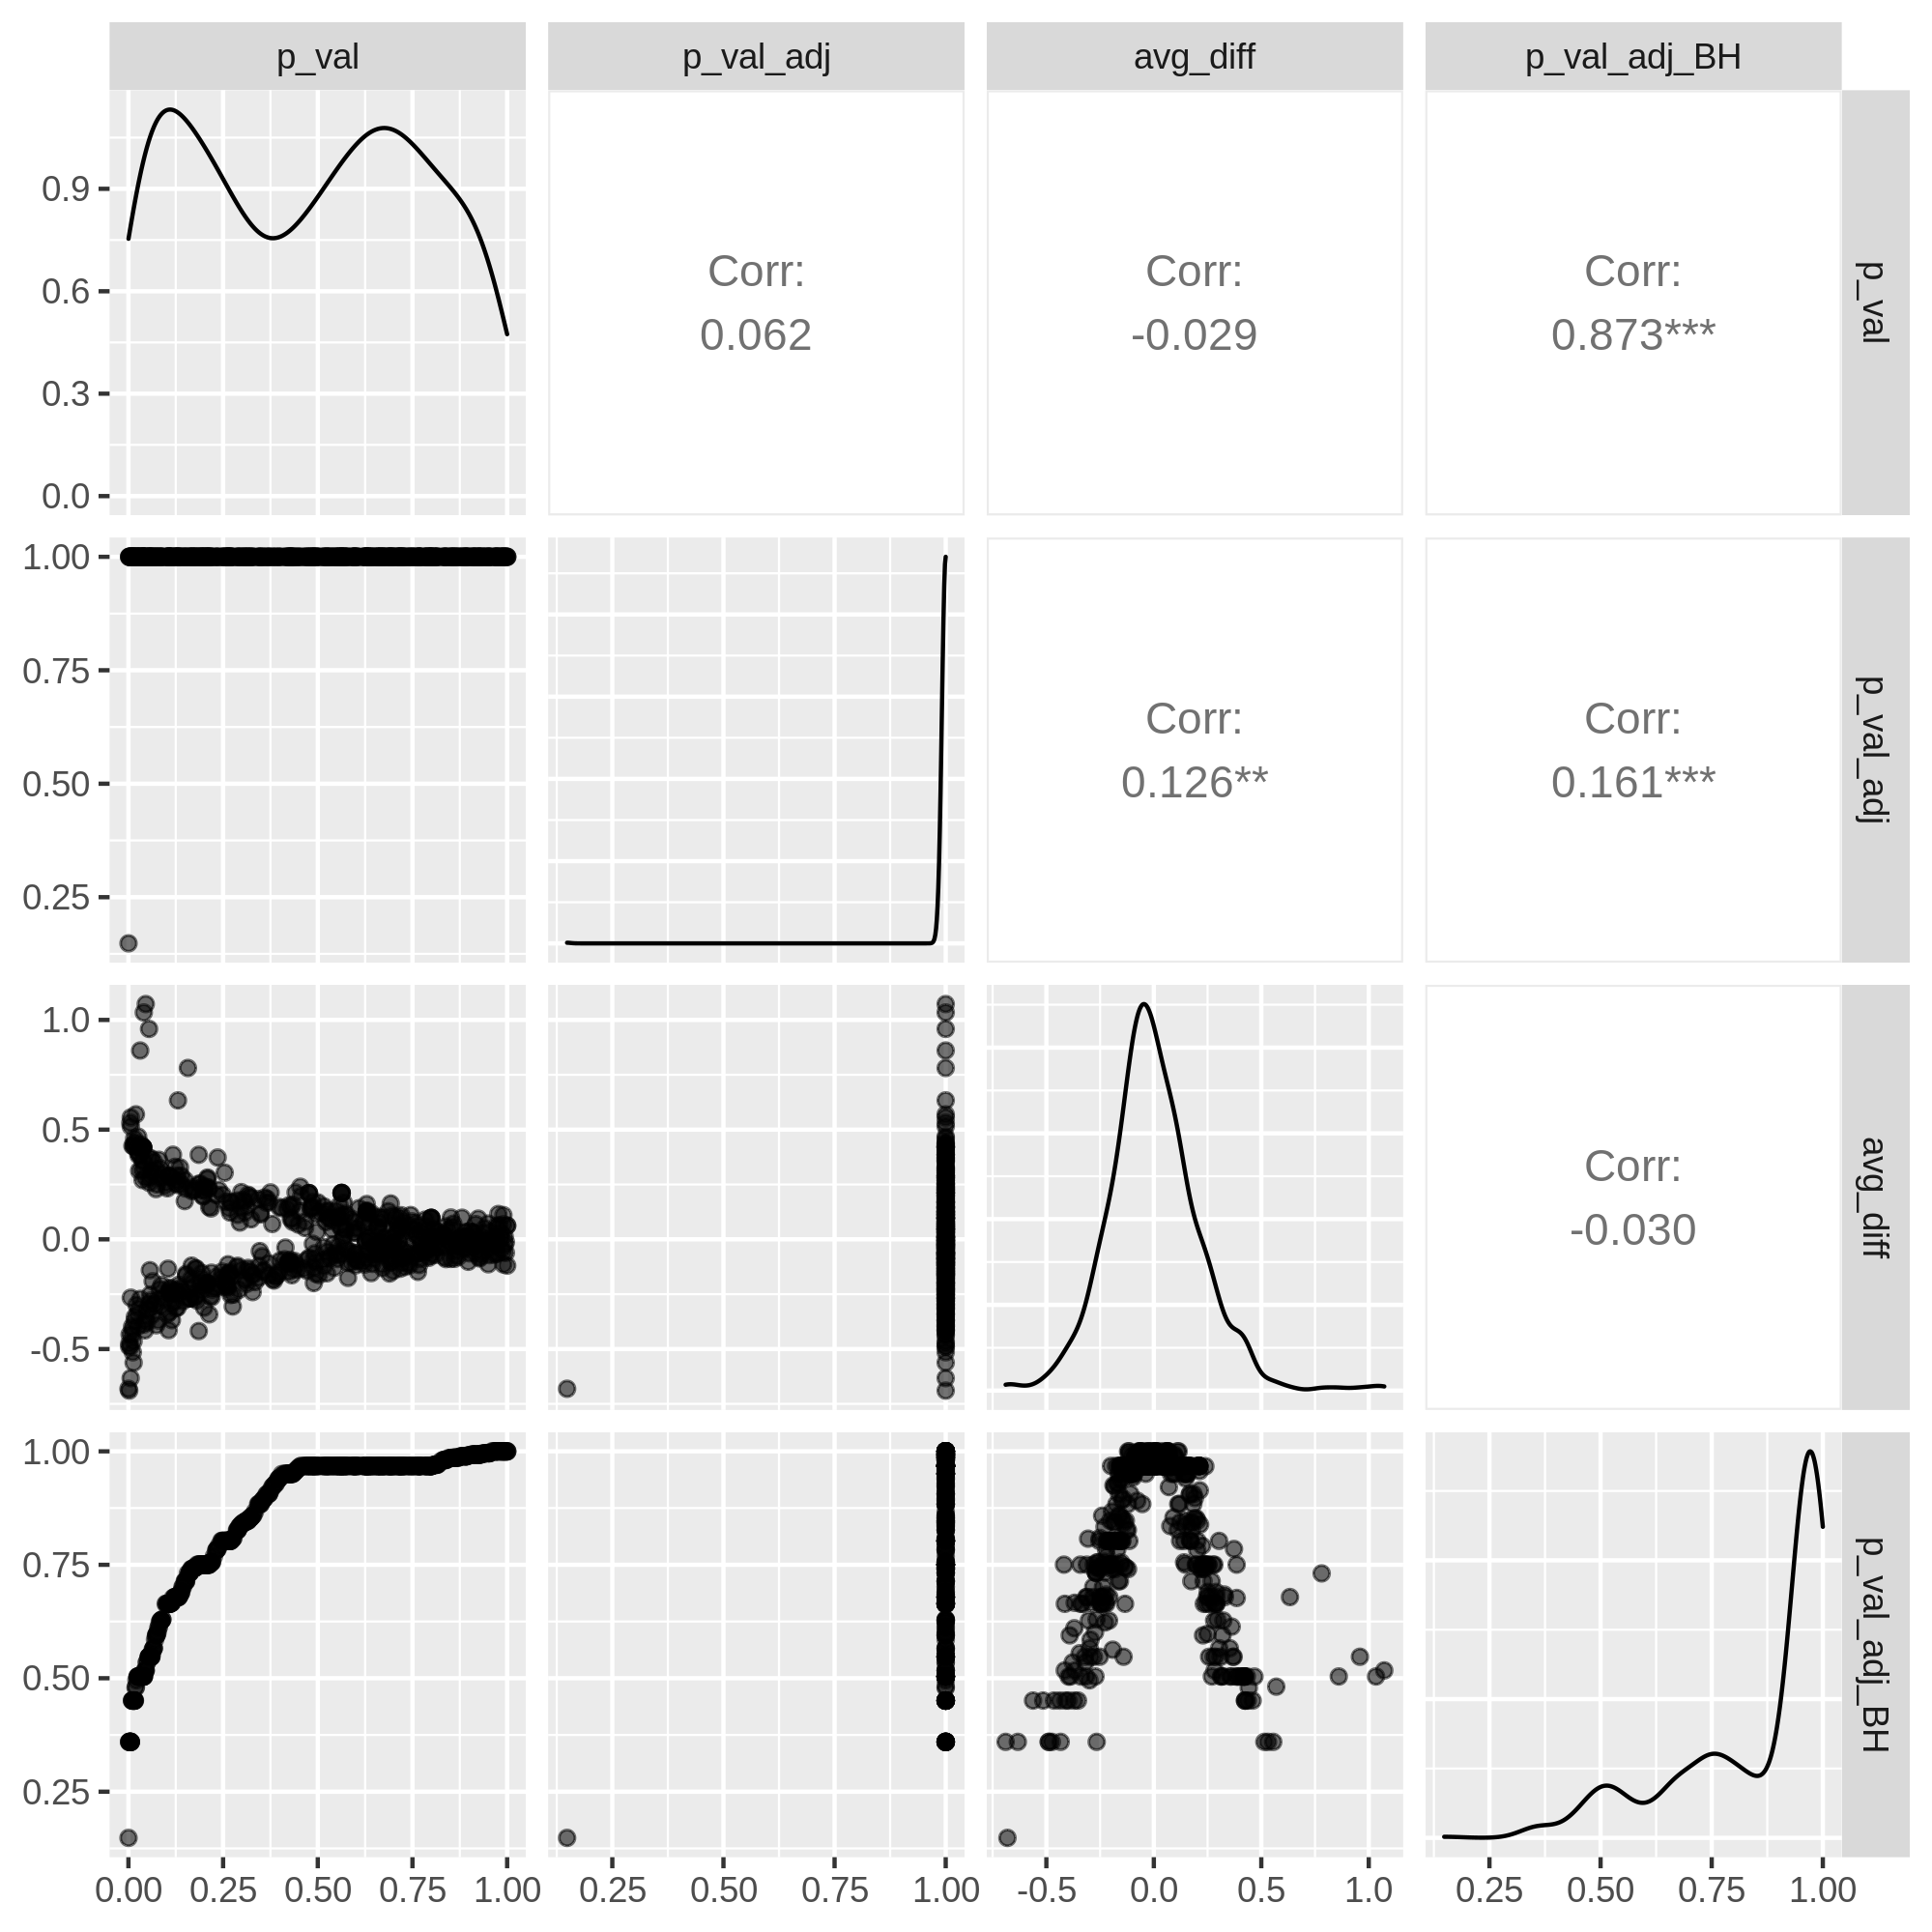 p_val p_val_adj avg_diff p_val_adj_BH
0.9
0.6
0.3
0.0
Corr:
0.062
Corr:
-0.029
Corr:
0.873***
p_val
1.00
0.75
0.50
0.25
Corr:
0.126**
Corr:
0.161***
p_val_adj
1.0
0.5
0.0
-0.5
Corr:
-0.030
avg_diff
1.00
0.75
0.50
0.25
p_val_adj_BH
0.00 0.25 0.50 0.75 1.00 0.25 0.50 0.75 1.00 -0.5 0.0 0.5 1.0 0.25 0.50 0.75 1.00